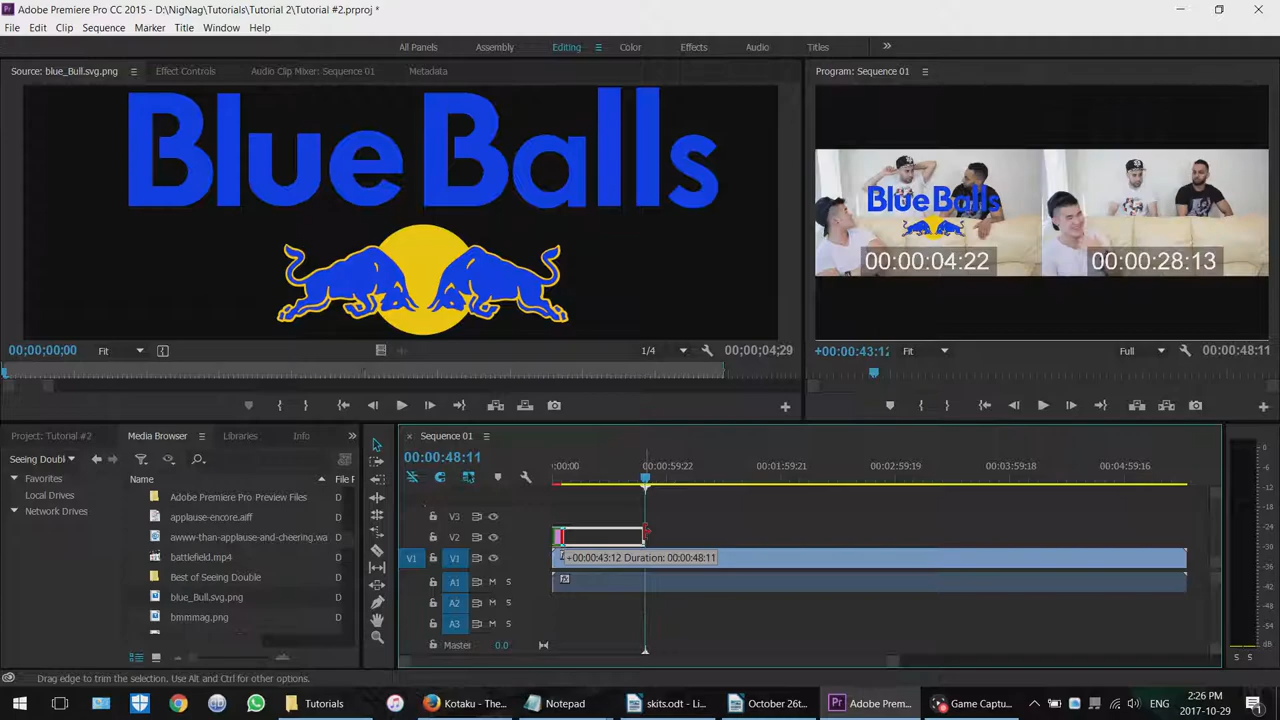 Adobe Premiere Pro CC 2015 - D:\NigNag\Tutorials\Tutorial 2\Tutorial #2.prproj *
File Edit Clip Sequence Marker Title Window Help
All Panels Assembly Editing Color Effects Audio Titles
Source: blue_Bull.svg.png Effect Controls Audio Clip Mixer: Sequence 01 Metadata
Program: Sequence 01
Blue Balls
Blue Balls
00:00:04:22
00:00:28:13
00;00;00;00 Fit 1/4 00;00;04;29
+00:00:43:12 Fit Full 00:00:48:11
Project: Tutorial #2 Media Browser Libraries Info
Seeing Doubl
Favorites
Local Drives
Network Drives
Name File F
Adobe Premiere Pro Preview Files D
applause-encore.aiff D
awww-than-applause-and-cheering.wa D
battlefield.mp4 D
Best of Seeing Double D
blue_Bull.svg.png D
bmmmag.png D
Sequence 01
00:00:48:11
:00:00 00:00:59:22 00:01:59:21 00:02:59:19 00:03:59:18 00:04:59:16
V3
V2
+00:00:43:12 Duration: 00:00:48:11
V1 V1
A1 M S
A2 M S
A3 M S
Master 0.0
S S
Drag edge to trim the selection. Use Alt and Ctrl for other options.
Tutorials Kotaku - The... Notepad skits.odt - Li... October 26t... Adobe Prem... Game Captu... ENG 2:26 PM
2017-10-29